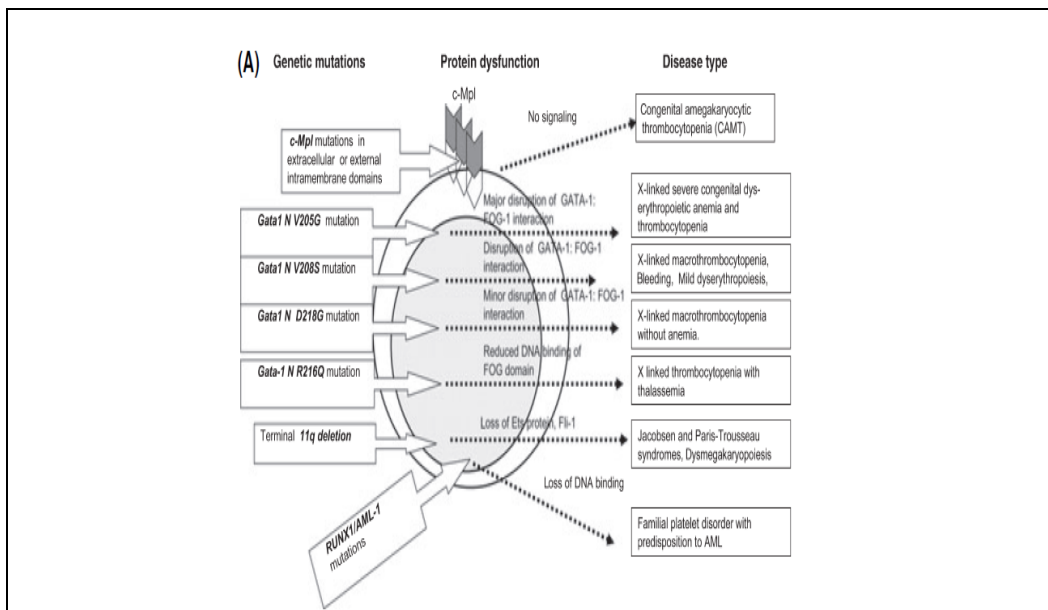 (A) Genetic mutations Protein dysfunction Disease type
c-Mpl
No signaling
Congenital amegakaryocytic
thrombocytopenia (CAMT)
c-Mpl mutations in
extracellular or external
intramembrane domains
Gata1 N V205G mutation
Major disruption of GATA-1:
FOG-1 interaction
X-linked severe congenital dys-
erythropoietic anemia and
thrombocytopenia
Gata1 N V208S mutation
Disruption of GATA-1: FOG-1
interaction
X-linked macrothrombocytopenia,
Bleeding, Mild dyserythropoiesis,
Gata1 N D218G mutation
Minor disruption of GATA-1: FOG-1
interaction
X-linked macrothrombocytopenia
without anemia.
Gata-1 N R216Q mutation
Reduced DNA binding of
FOG domain
X linked thrombocytopenia with
thalassemia
Terminal 11q deletion
Loss of Ets protein, Fli-1
Jacobsen and Paris-Trousseau
syndromes, Dysmegakaryopoiesis
RUNX1/AML-1
mutations
Loss of DNA binding
Familial platelet disorder with
predisposition to AML